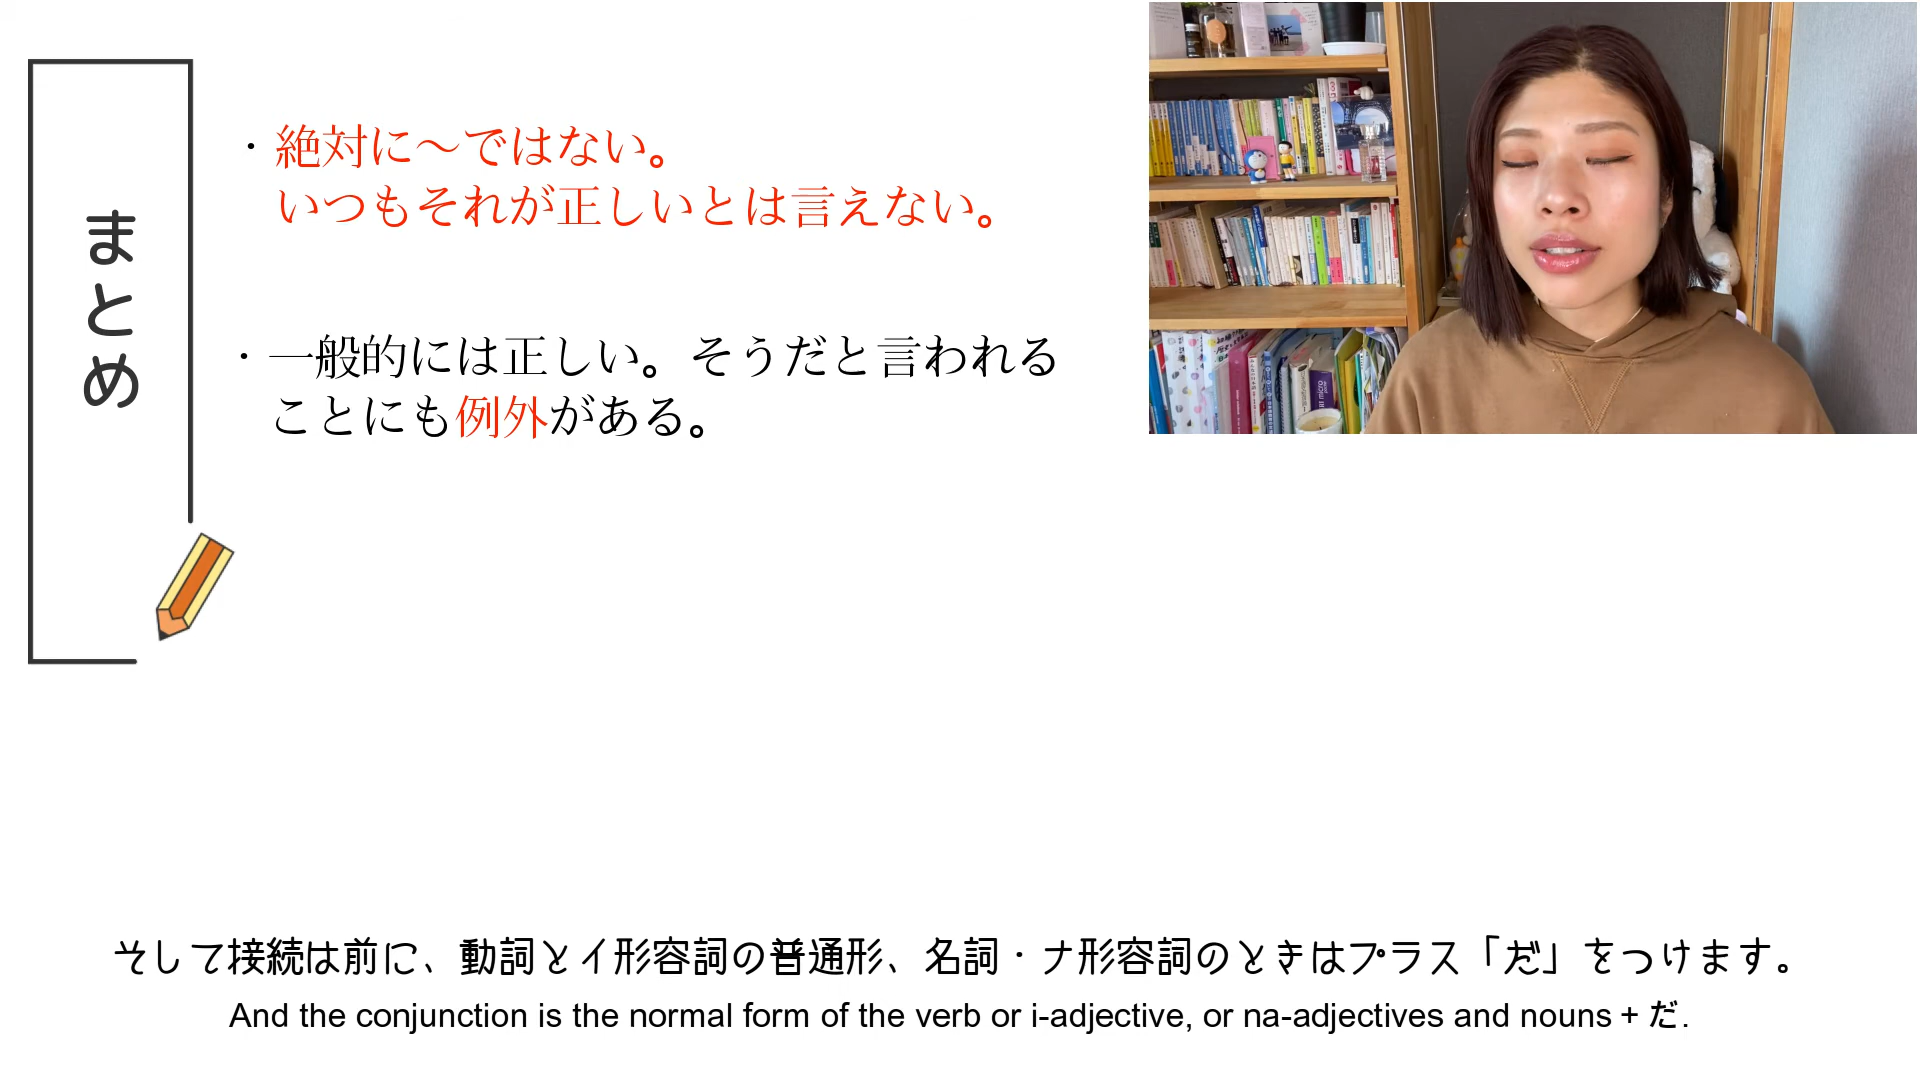 まとめ
・絶対に〜ではない。
いつもそれが正しいとは言えない。
・一般的には正しい。そうだと言われる
ことにも例外がある。
そして接続は前に、動詞とイ形容詞の普通形、名詞・ナ形容詞のときはプラス「だ」をつけます。
And the conjunction is the normal form of the verb or i-adjective, or na-adjectives and nouns + だ.